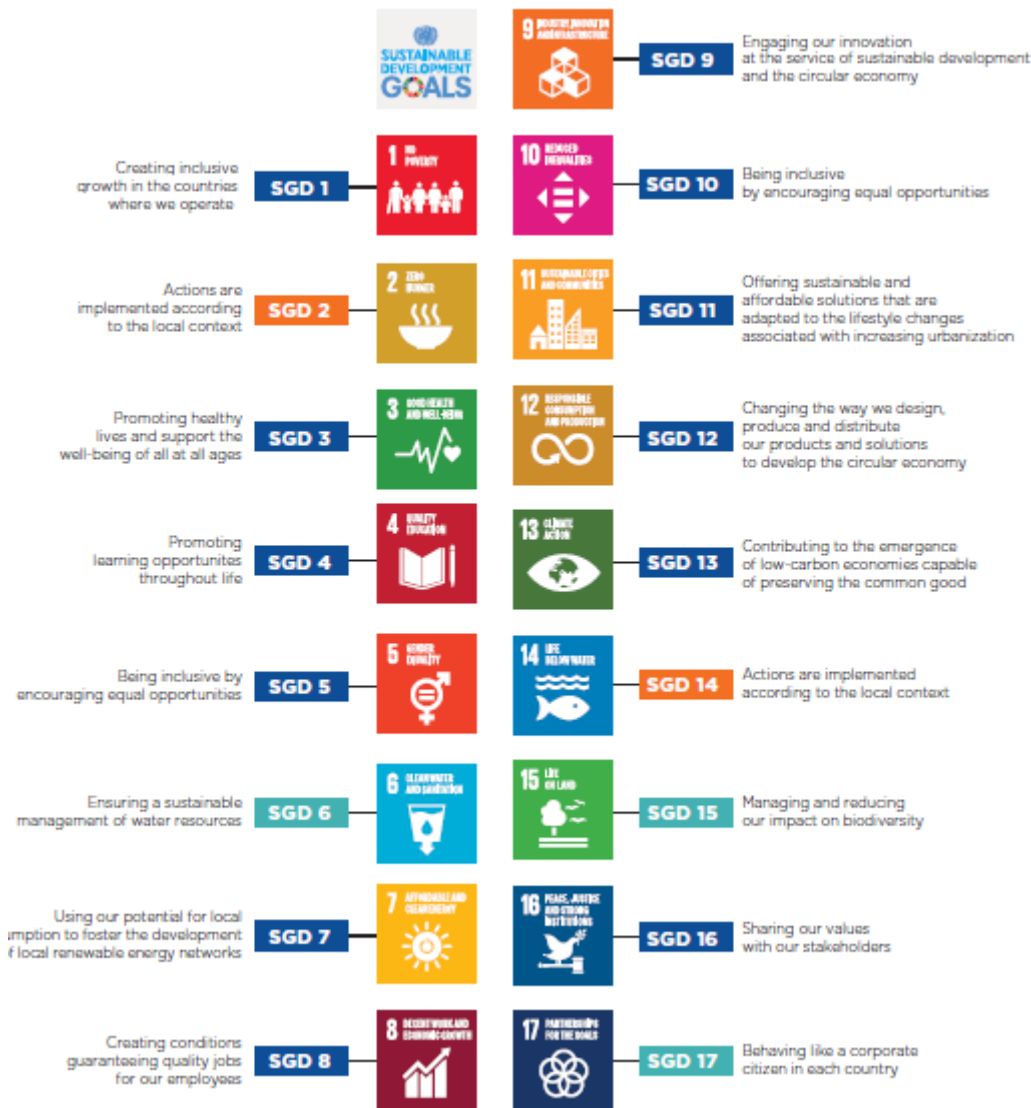 SUSTAINABLE
DEVELOPMENT
GOALS
Creating inclusive
growth in the countries
where we operate
SGD 1
1 NO
POVERTY
Actions are
implemented according
to the local context
SGD 2
2 ZERO
HUNGER
Promoting healthy
lives and support the
well-being of all at all ages
SGD 3
3 GOOD HEALTH
AND WELL-BEING
Promoting
learning opportunites
throughout life
SGD 4
4 QUALITY
EDUCATION
Being inclusive by
encouraging equal opportunities
SGD 5
5 GENDER
EQUALITY
Ensuring a sustainable
management of water resources
SGD 6
6 CLEAN WATER
AND SANITATION
Using our potential for local
umption to foster the development
f local renewable energy networks
SGD 7
7 AFFORDABLE AND
CLEAN ENERGY
Creating conditions
guaranteeing quality jobs
for our employees
SGD 8
8 DECENT WORK AND
ECONOMIC GROWTH
9 INDUSTRY, INNOVATION
AND INFRASTRUCTURE
SGD 9
Engaging our innovation
at the service of sustainable development
and the circular economy
10 REDUCED
INEQUALITIES
SGD 10
Being inclusive
by encouraging equal opportunities
11 SUSTAINABLE CITIES
AND COMMUNITIES
SGD 11
Offering sustainable and
affordable solutions that are
adapted to the lifestyle changes
associated with increasing urbanization
12 RESPONSIBLE
CONSUMPTION
AND PRODUCTION
SGD 12
Changing the way we design,
produce and distribute
our products and solutions
to develop the circular economy
13 CLIMATE
ACTION
SGD 13
Contributing to the emergence
of low-carbon economies capable
of preserving the common good
14 LIFE
BELOW WATER
SGD 14
Actions are implemented
according to the local context
15 LIFE
ON LAND
SGD 15
Managing and reducing
our impact on biodiversity
16 PEACE, JUSTICE
AND STRONG
INSTITUTIONS
SGD 16
Sharing our values
with our stakeholders
17 PARTNERSHIPS
FOR THE GOALS
SGD 17
Behaving like a corporate
citizen in each country